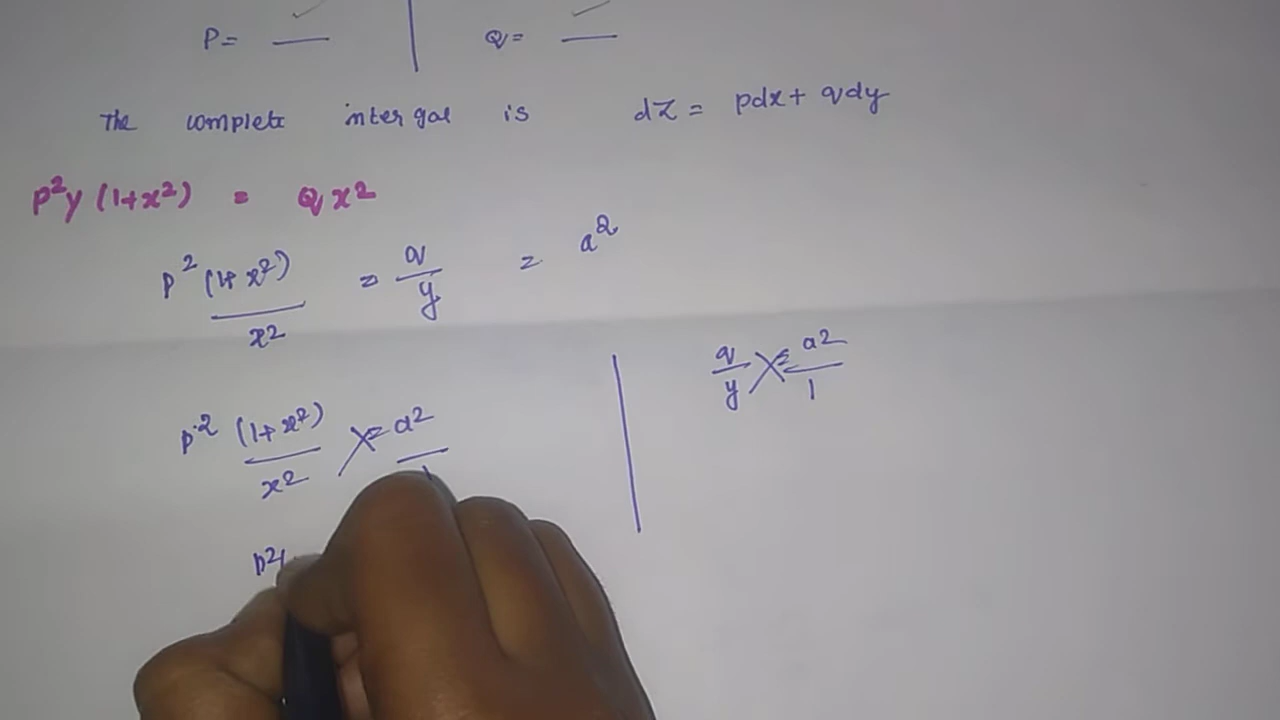 P = — | Q = —
The complete intergal is dZ = pdx + qdy
P²y (1+x²) = Qx²
p² (1+x²)/x² = q/y = a²
p² (1+x²)/x² = a²/1 | q/y = a²/1
p²(